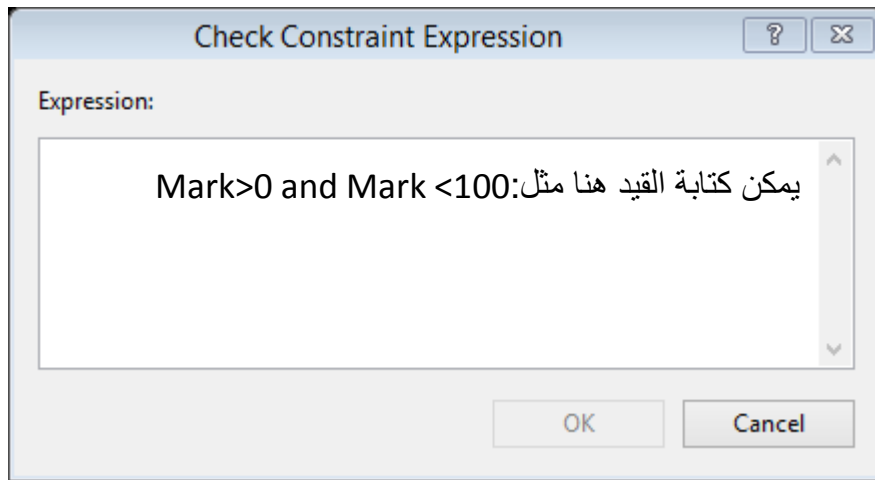 Check Constraint Expression
Expression:
يمكن كتابة القيد هنا مثل:Mark>0 and Mark <100
OK
Cancel